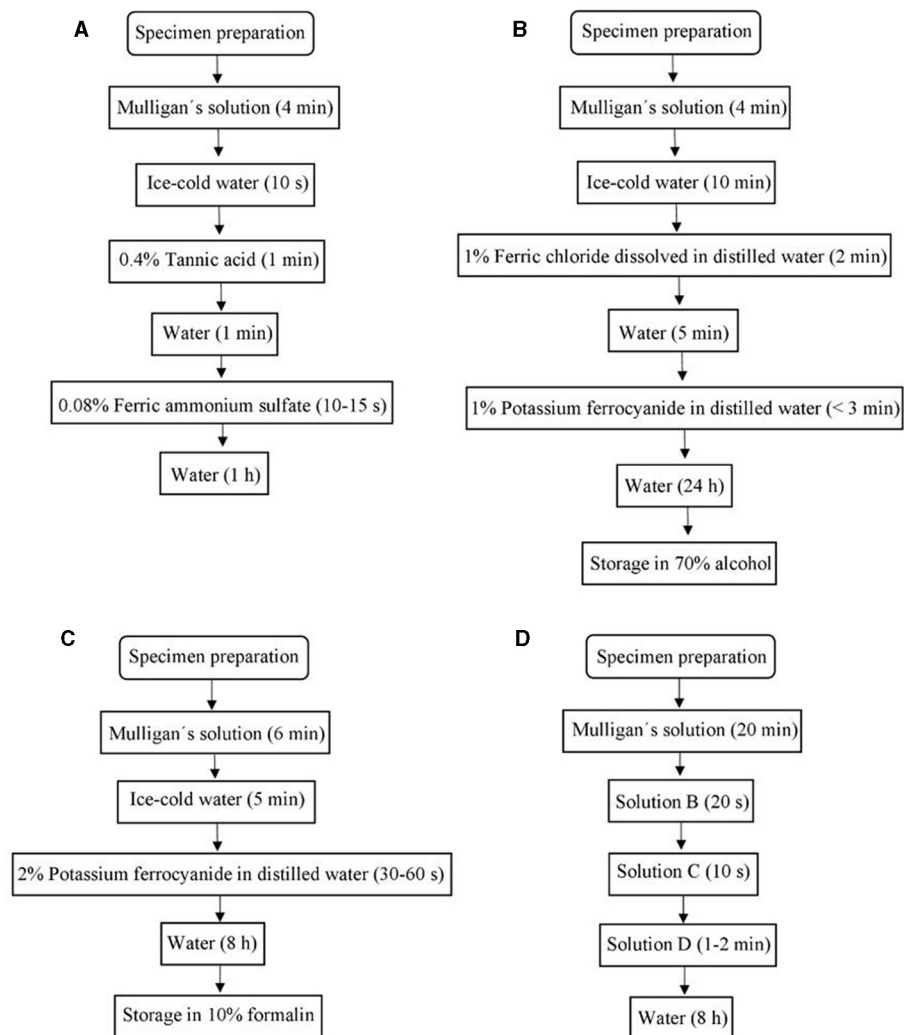 A
Specimen preparation
Mulligan´s solution (4 min)
Ice-cold water (10 s)
0.4% Tannic acid (1 min)
Water (1 min)
0.08% Ferric ammonium sulfate (10-15 s)
Water (1 h)
B
Specimen preparation
Mulligan´s solution (4 min)
Ice-cold water (10 min)
1% Ferric chloride dissolved in distilled water (2 min)
Water (5 min)
1% Potassium ferrocyanide in distilled water (< 3 min)
Water (24 h)
Storage in 70% alcohol
C
Specimen preparation
Mulligan´s solution (6 min)
Ice-cold water (5 min)
2% Potassium ferrocyanide in distilled water (30-60 s)
Water (8 h)
Storage in 10% formalin
D
Specimen preparation
Mulligan´s solution (20 min)
Solution B (20 s)
Solution C (10 s)
Solution D (1-2 min)
Water (8 h)